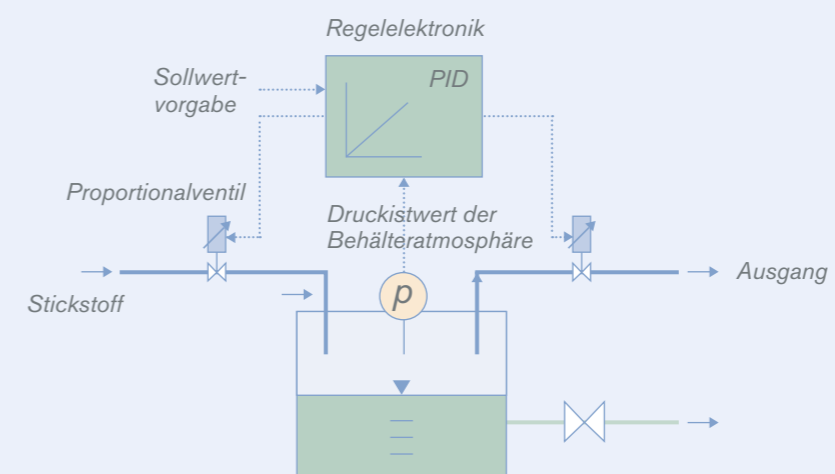 Regelelektronik
Sollwert-
vorgabe
PID
Proportionalventil
Druckistwert der
Behälteratmosphäre
Stickstoff
p
Ausgang